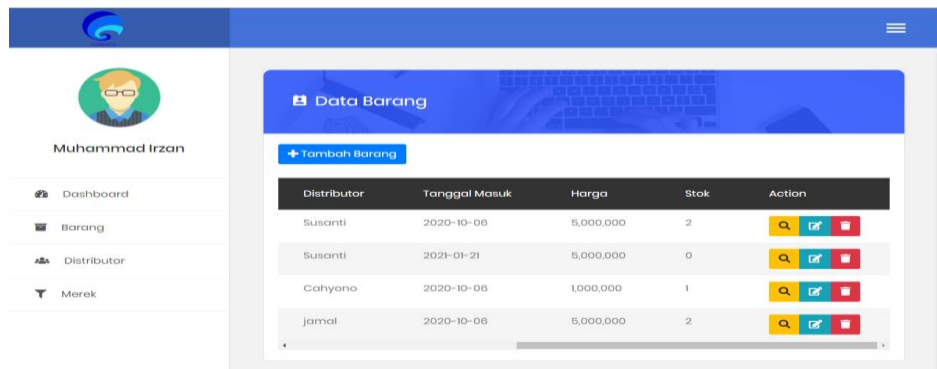 Data Barang
Muhammad Irzan
Tambah Barang
Dashboard
Barang
Distributor
Merek
Distributor Tanggal Masuk Harga Stok Action
Susanti 2020-10-06 5,000,000 2
Susanti 2021-01-21 5,000,000 0
Cahyono 2020-10-06 1,000,000 1
jamal 2020-10-06 5,000,000 2